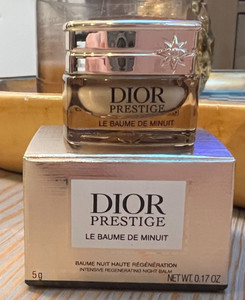 DIOR
PRESTIGE
LE BAUME DE MINUIT
DIOR
PRESTIGE
LE BAUME DE MINUIT
BAUME NUIT HAUTE RÉGÉNÉRATION
INTENSIVE REGENERATING NIGHT BALM
5g
NET WT. 0.17 OZ